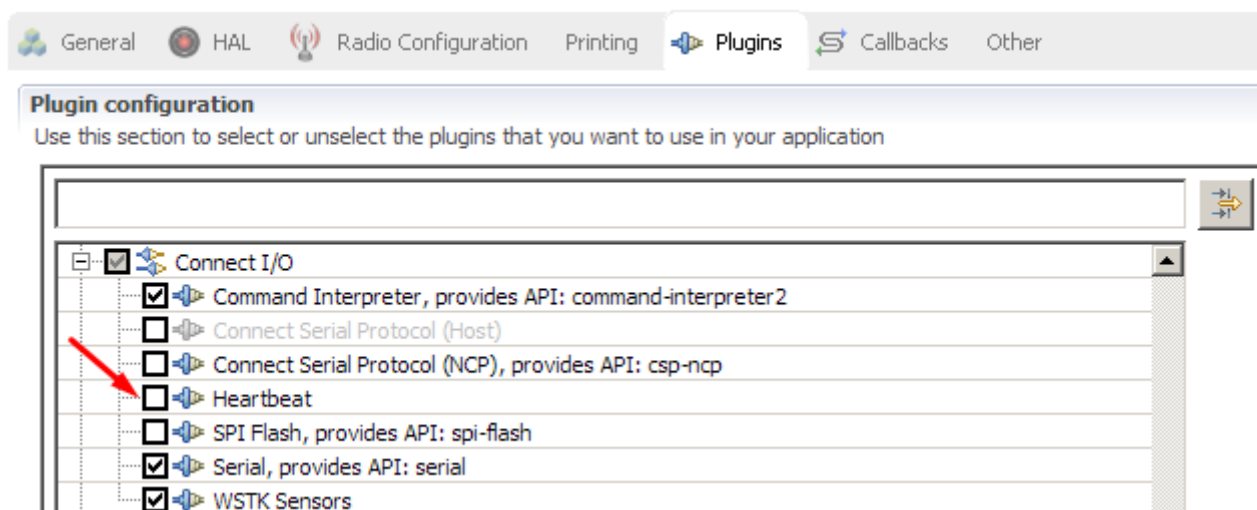 General HAL Radio Configuration Printing Plugins Callbacks Other
Plugin configuration
Use this section to select or unselect the plugins that you want to use in your application
Connect I/O
Command Interpreter, provides API: command-interpreter2
Connect Serial Protocol (Host)
Connect Serial Protocol (NCP), provides API: csp-ncp
Heartbeat
SPI Flash, provides API: spi-flash
Serial, provides API: serial
WSTK Sensors